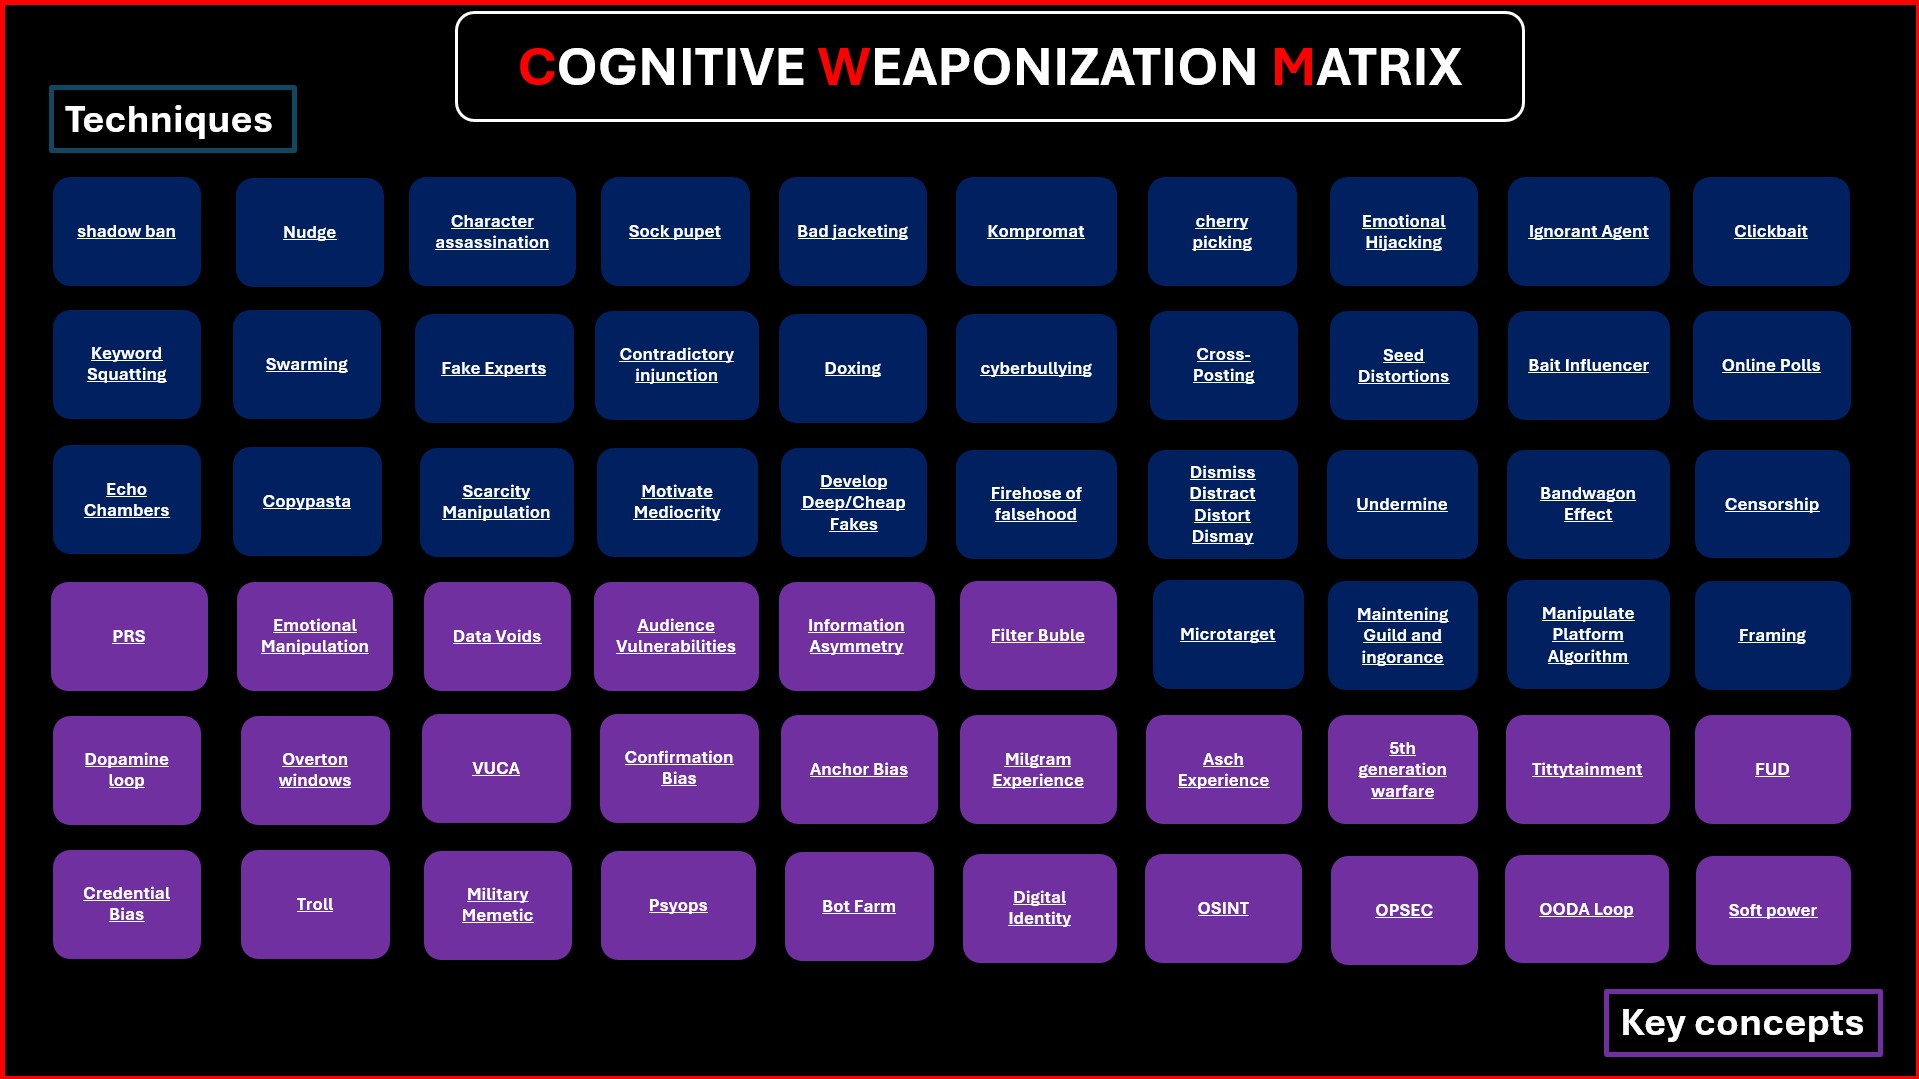 COGNITIVE WEAPONIZATION MATRIX
Techniques
shadow ban
Nudge
Character
assassination
Sock pupet
Bad jacketing
Kompromat
cherry
picking
Emotional
Hijacking
Ignorant Agent
Clickbait
Keyword
Squatting
Swarming
Fake Experts
Contradictory
injunction
Doxing
cyberbullying
Cross-
Posting
Seed
Distortions
Bait Influencer
Online Polls
Echo
Chambers
Copypasta
Scarcity
Manipulation
Motivate
Mediocrity
Develop
Deep/Cheap
Fakes
Firehose of
falsehood
Dismiss
Distract
Distort
Dismay
Undermine
Bandwagon
Effect
Censorship
PRS
Emotional
Manipulation
Data Voids
Audience
Vulnerabilities
Information
Asymmetry
Filter Buble
Microtarget
Maintening
Guild and
ingorance
Manipulate
Platform
Algorithm
Framing
Dopamine
loop
Overton
windows
VUCA
Confirmation
Bias
Anchor Bias
Milgram
Experience
Asch
Experience
5th
generation
warfare
Tittytainment
FUD
Credential
Bias
Troll
Military
Memetic
Psyops
Bot Farm
Digital
Identity
OSINT
OPSEC
OODA Loop
Soft power
Key concepts